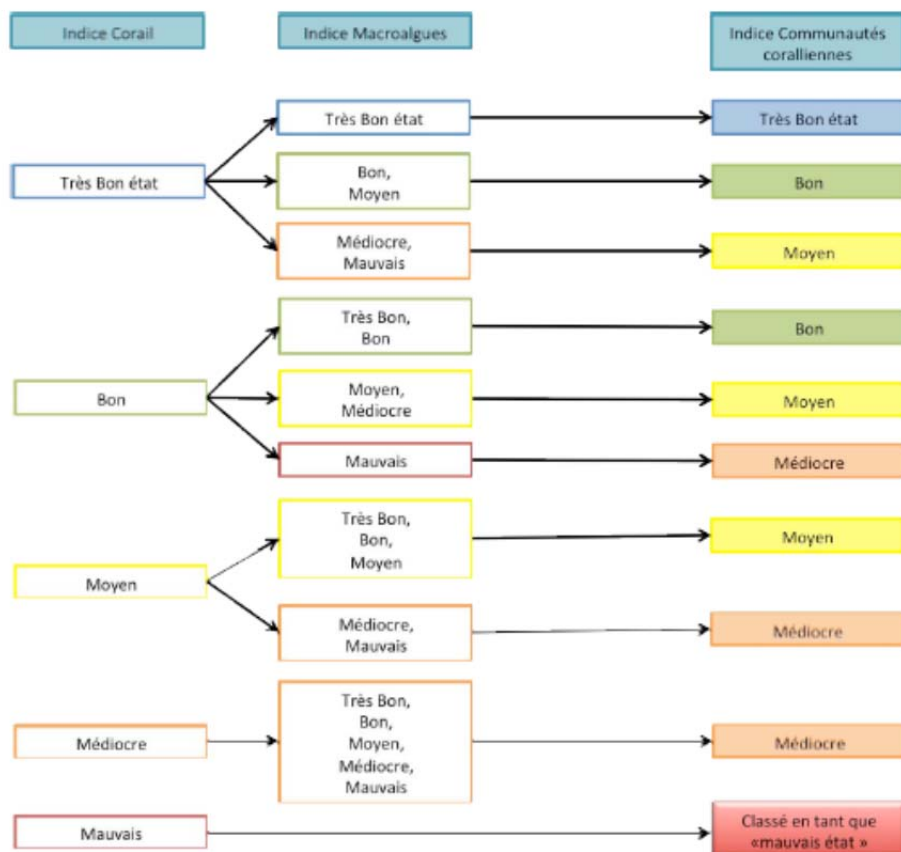 Indice Corail
Indice Macroalgues
Indice Communautés
coralliennes
Très Bon état
Très Bon état
Très Bon état
Bon,
Moyen
Bon
Médiocre,
Mauvais
Moyen
Bon
Très Bon,
Bon
Bon
Moyen,
Médiocre
Moyen
Mauvais
Médiocre
Moyen
Très Bon,
Bon,
Moyen
Moyen
Médiocre,
Mauvais
Médiocre
Médiocre
Très Bon,
Bon,
Moyen,
Médiocre,
Mauvais
Médiocre
Mauvais
Classé en tant que
«mauvais état »